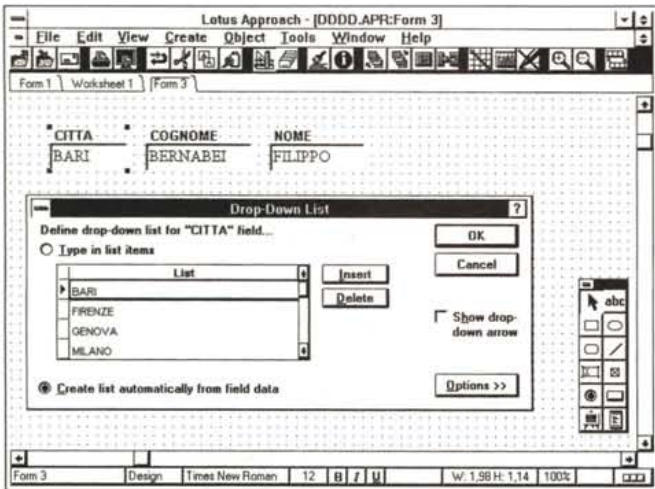 Lotus Approach - [DDDD.APR:Form 3]
File Edit View Create Object Tools Window Help
Form 1 Worksheet 1 Form 3
CITTA COGNOME NOME
BARI BERNABEI FILIPPO
Drop-Down List ?
Define drop-down list for "CITTA" field...
Type in list items
List
BARI
FIRENZE
GENOVA
MILANO
Insert
Delete
OK
Cancel
Show drop-
down arrow
Create list automatically from field data
Options >>
abc
Form 3 Design Times New Roman 12 B I U W: 1,98 H: 1,14 100%